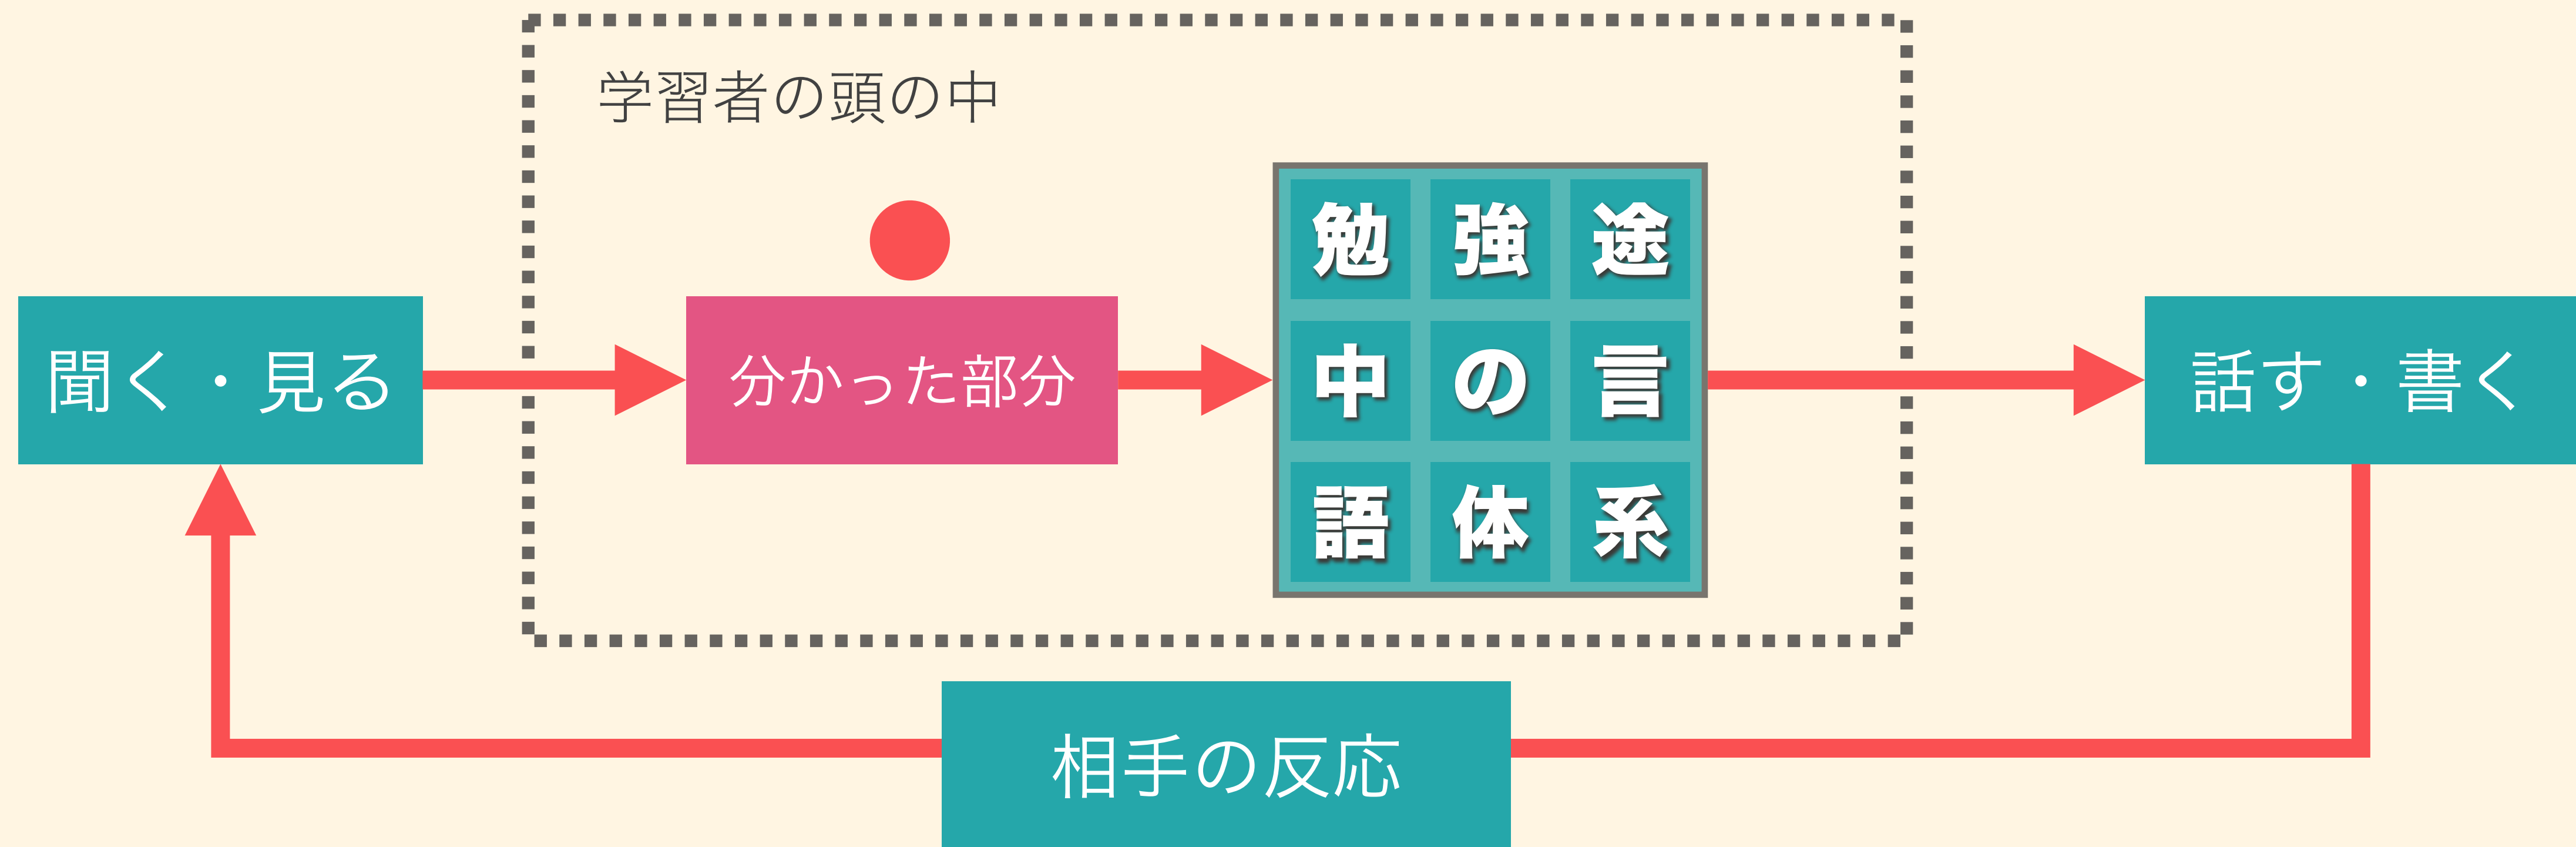 学習者の頭の中
聞く・見る
分かった部分
勉強途
中の言
語体系
話す・書く
相手の反応